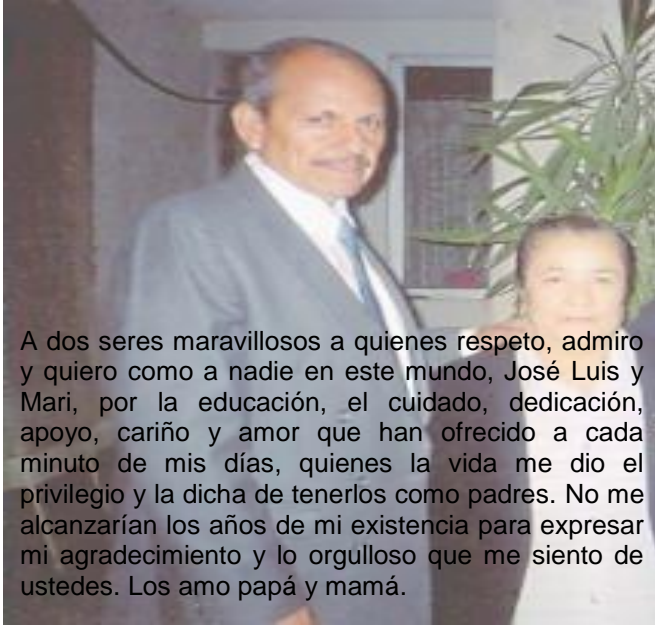 A dos seres maravillosos a quienes respeto, admiro
y quiero como a nadie en este mundo, José Luis y
Mari, por la educación, el cuidado, dedicación,
apoyo, cariño y amor que han ofrecido a cada
minuto de mis días, quienes la vida me dio el
privilegio y la dicha de tenerlos como padres. No me
alcanzarían los años de mi existencia para expresar
mi agradecimiento y lo orgulloso que me siento de
ustedes. Los amo papá y mamá.